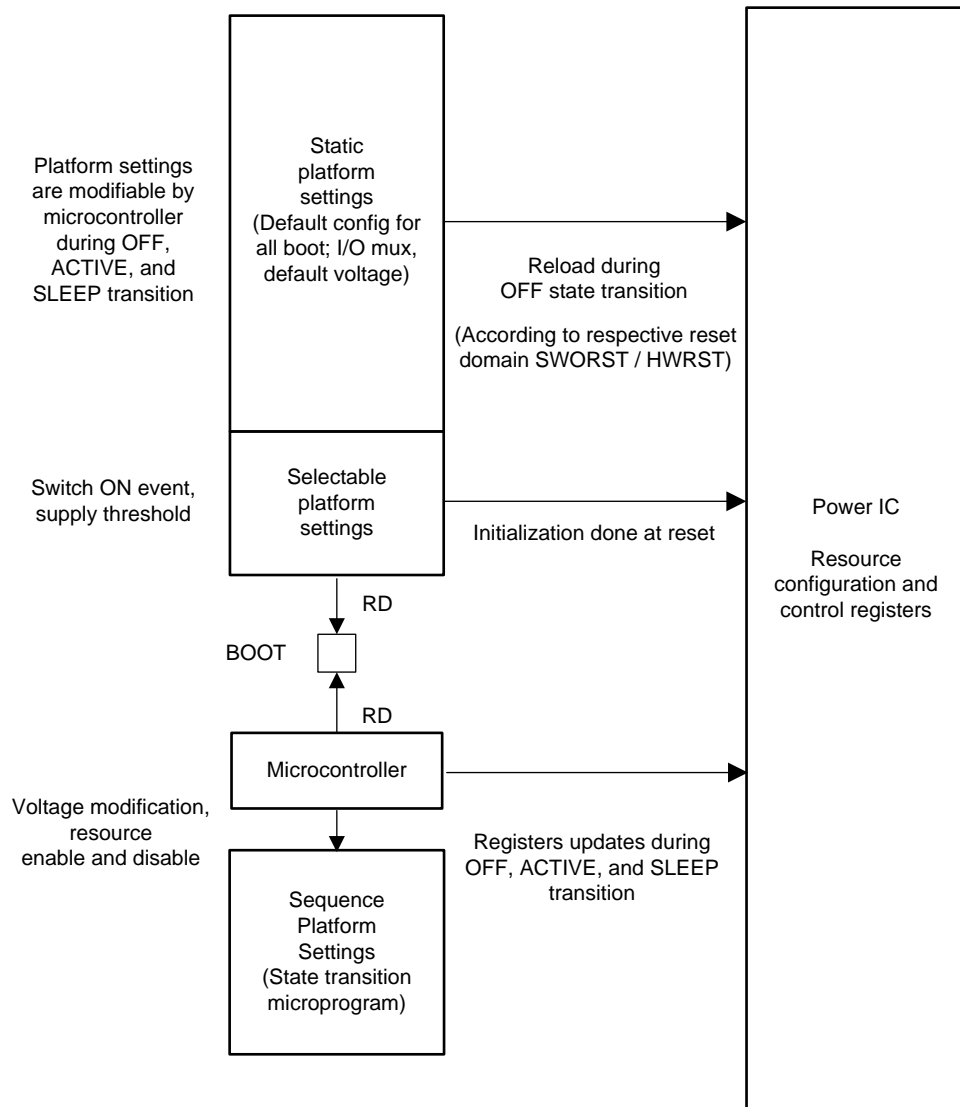 Platform settings
are modifiable by
microcontroller
during OFF,
ACTIVE, and
SLEEP transition
Static
platform
settings
(Default config for
all boot; I/O mux,
default voltage)
Reload during
OFF state transition
(According to respective reset
domain SWORST / HWRST)
Switch ON event,
supply threshold
Selectable
platform
settings
Initialization done at reset
Power IC
Resource
configuration and
control registers
RD
BOOT
RD
Microcontroller
Voltage modification,
resource
enable and disable
Registers updates during
OFF, ACTIVE, and SLEEP
transition
Sequence
Platform
Settings
(State transition
microprogram)